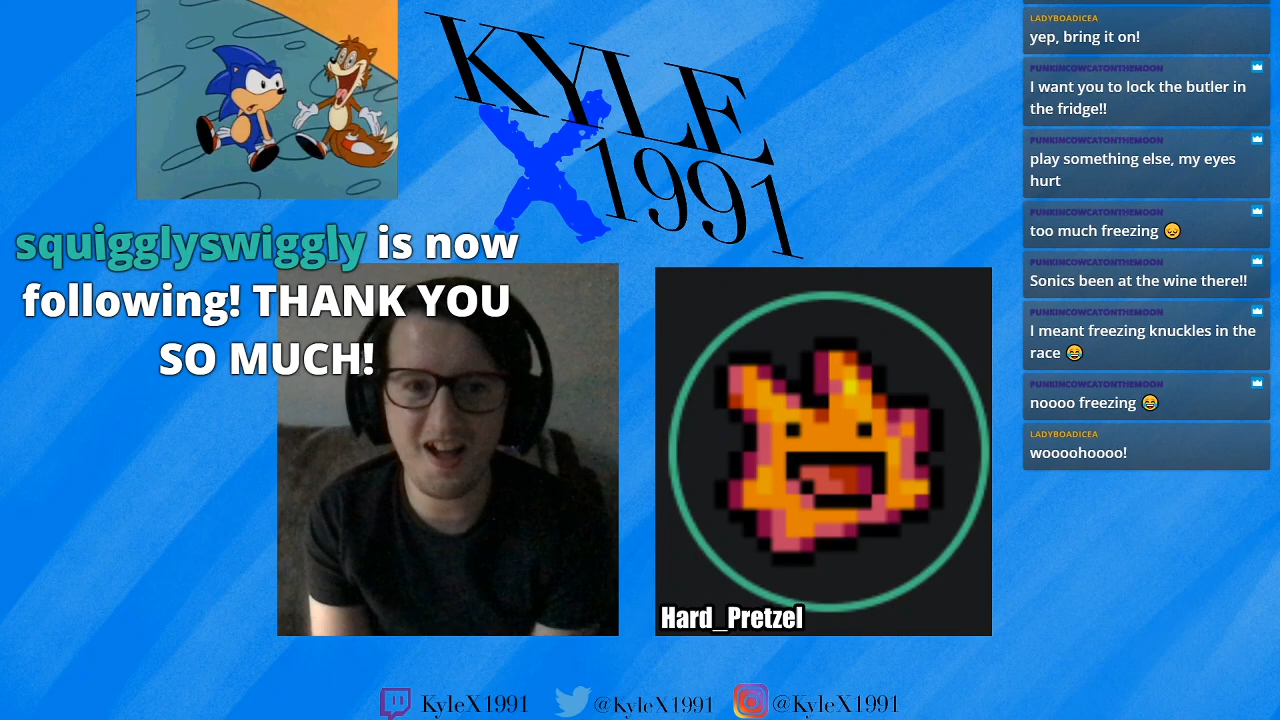 KYLE
X1991
squigglyswiggly is now
following! THANK YOU
SO MUCH!
Hard_Pretzel
LADYBOADICEA
yep, bring it on!
PUNKINCOWCATONTHEMOON
I want you to lock the butler in
the fridge!!
PUNKINCOWCATONTHEMOON
play something else, my eyes
hurt
PUNKINCOWCATONTHEMOON
too much freezing 😞
PUNKINCOWCATONTHEMOON
Sonics been at the wine there!!
PUNKINCOWCATONTHEMOON
I meant freezing knuckles in the
race 😂
PUNKINCOWCATONTHEMOON
noooo freezing 😂
LADYBOADICEA
woooohoooo!
KyleX1991 @KyleX1991 @KyleX1991